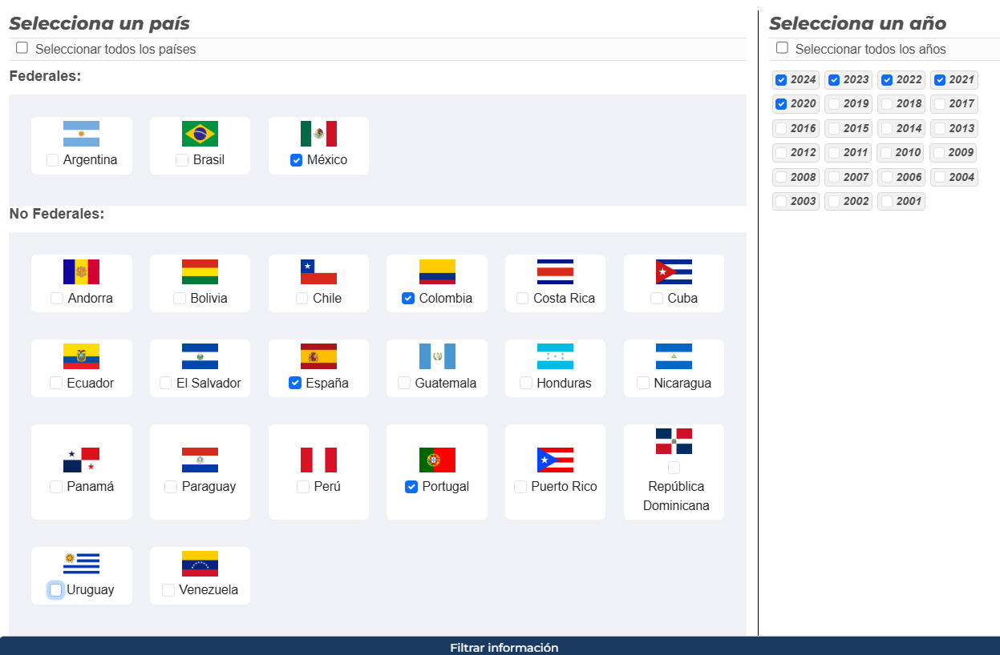 Selecciona un país
Seleccionar todos los países
Federales:
Argentina
Brasil
México
No Federales:
Andorra
Bolivia
Chile
Colombia
Costa Rica
Cuba
Ecuador
El Salvador
España
Guatemala
Honduras
Nicaragua
Panamá
Paraguay
Perú
Portugal
Puerto Rico
República
Dominicana
Uruguay
Venezuela
Selecciona un año
Seleccionar todos los años
2024 2023 2022 2021
2020 2019 2018 2017
2016 2015 2014 2013
2012 2011 2010 2009
2008 2007 2006 2004
2003 2002 2001
Filtrar información